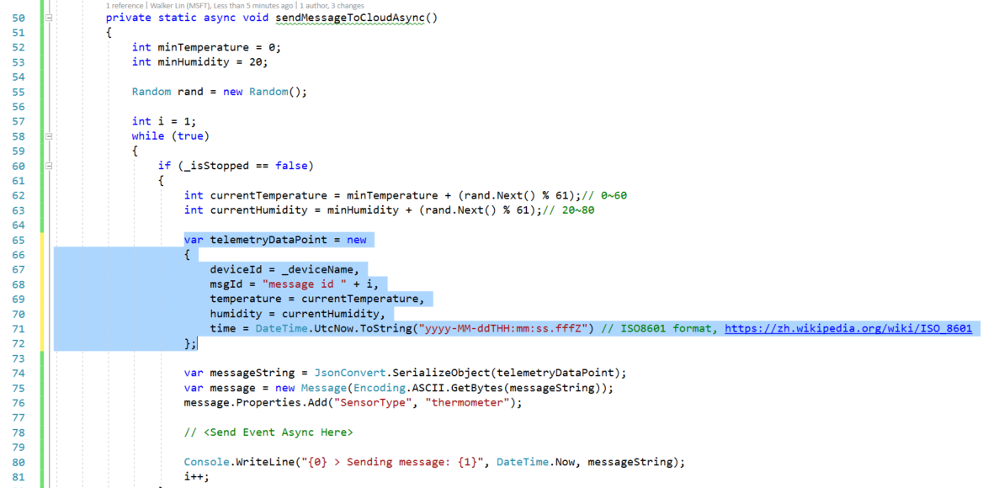 1 reference | Walker Lin (MSFT), Less than 5 minutes ago | 1 author, 3 changes
50 private static async void sendMessageToCloudAsync()
51 {
52 int minTemperature = 0;
53 int minHumidity = 20;
54
55 Random rand = new Random();
56
57 int i = 1;
58 while (true)
59 {
60 if (_isStopped == false)
61 {
62 int currentTemperature = minTemperature + (rand.Next() % 61);// 0~60
63 int currentHumidity = minHumidity + (rand.Next() % 61);// 20~80
64
65 var telemetryDataPoint = new
66 {
67 deviceId = _deviceName,
68 msgId = "message id " + i,
69 temperature = currentTemperature,
70 humidity = currentHumidity,
71 time = DateTime.UtcNow.ToString("yyyy-MM-ddTHH:mm:ss.fffZ") // ISO8601 format, https://zh.wikipedia.org/wiki/ISO_8601
72 };
73
74 var messageString = JsonConvert.SerializeObject(telemetryDataPoint);
75 var message = new Message(Encoding.ASCII.GetBytes(messageString));
76 message.Properties.Add("SensorType", "thermometer");
77
78 // <Send Event Async Here>
79
80 Console.WriteLine("{0} > Sending message: {1}", DateTime.Now, messageString);
81 i++;